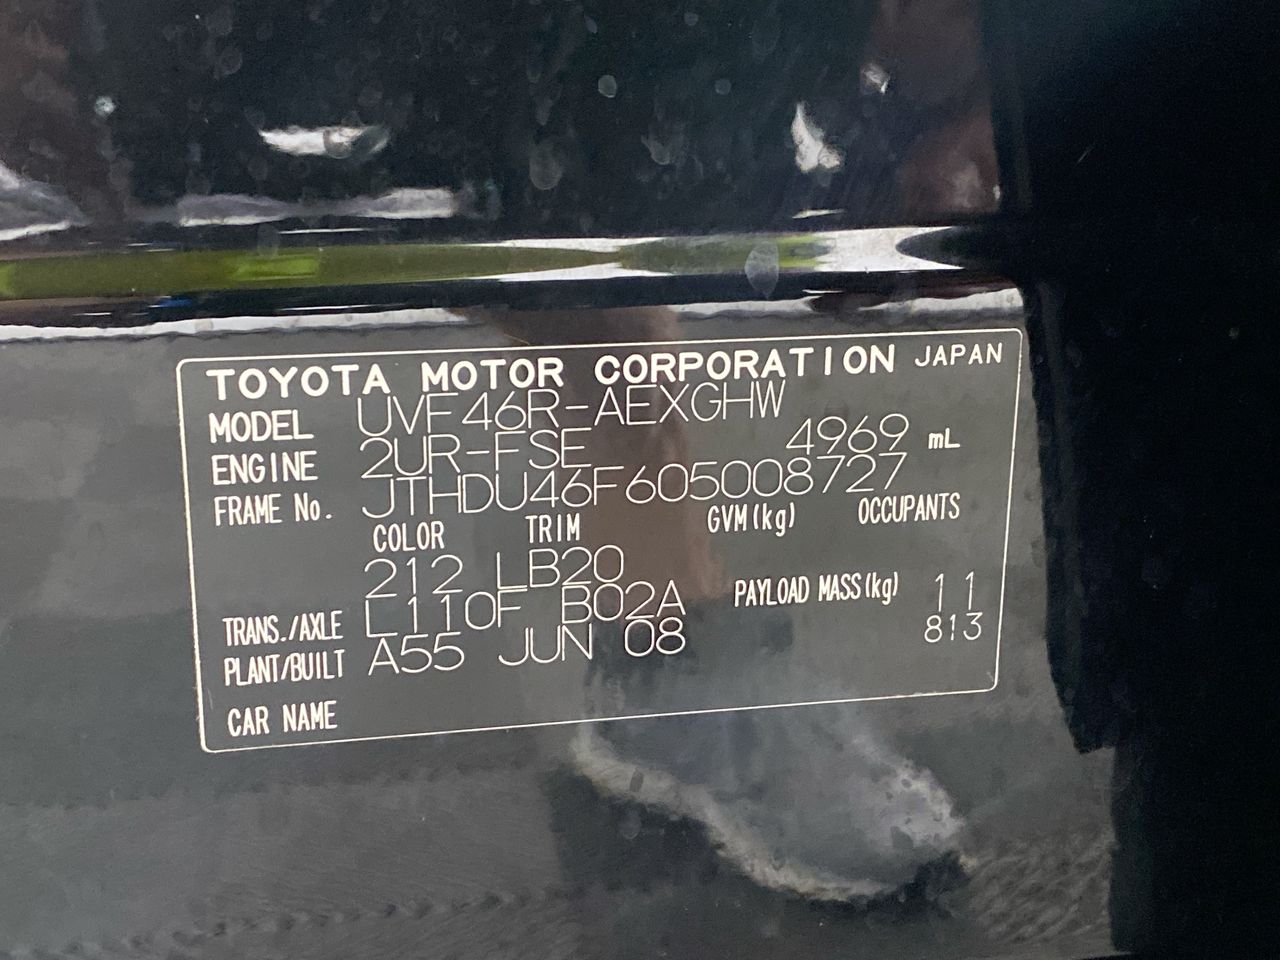 TOYOTA MOTOR CORPORATION JAPAN
MODEL UVF46R-AEXGHW
ENGINE 2UR-FSE 4969 mL
FRAME No. JTHDU46F605008727
COLOR TRIM GVM(kg) OCCUPANTS
212 LB20
TRANS./AXLE L110F B02A PAYLOAD MASS(kg) 11
PLANT/BUILT A55 JUN 08 813
CAR NAME